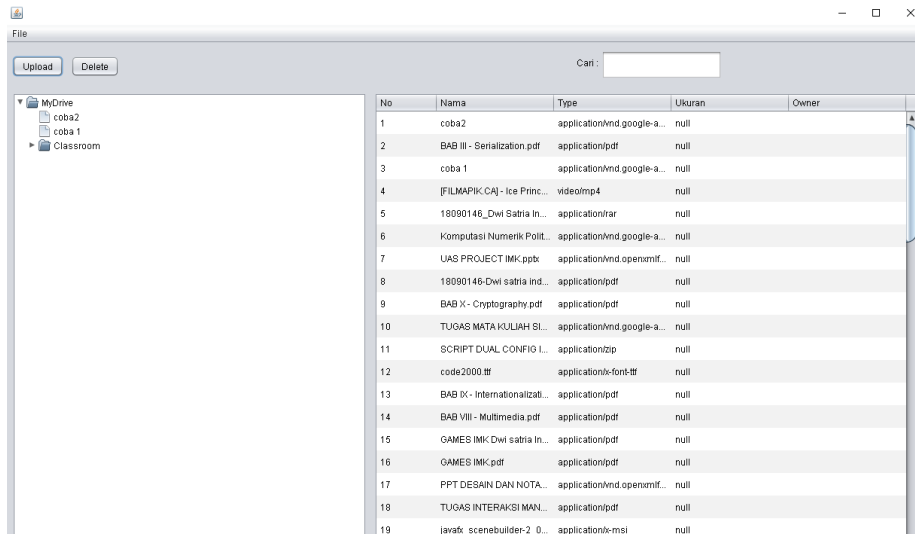 File
Upload Delete Cari :
MyDrive
coba2
coba 1
Classroom
No Nama Type Ukuran Owner
1 coba2 application/vnd.google-a... null
2 BAB III - Serialization.pdf application/pdf null
3 coba 1 application/vnd.google-a... null
4 [FILMAPIK.CA] - Ice Princ... video/mp4 null
5 18090146_Dwi Satria In... application/rar null
6 Komputasi Numerik Polit... application/vnd.google-a... null
7 UAS PROJECT IMK.pptx application/vnd.openxmlf... null
8 18090146-Dwi satria ind... application/pdf null
9 BAB X - Cryptography.pdf application/pdf null
10 TUGAS MATA KULIAH SI... application/vnd.google-a... null
11 SCRIPT DUAL CONFIG I... application/zip null
12 code2000.ttf application/x-font-ttf null
13 BAB IX - Internationalizati... application/pdf null
14 BAB VIII - Multimedia.pdf application/pdf null
15 GAMES IMK Dwi satria In... application/pdf null
16 GAMES IMK.pdf application/pdf null
17 PPT DESAIN DAN NOTA... application/vnd.openxmlf... null
18 TUGAS INTERAKSI MAN... application/pdf null
19 javafx_scenebuilder-2_0... application/x-msi null